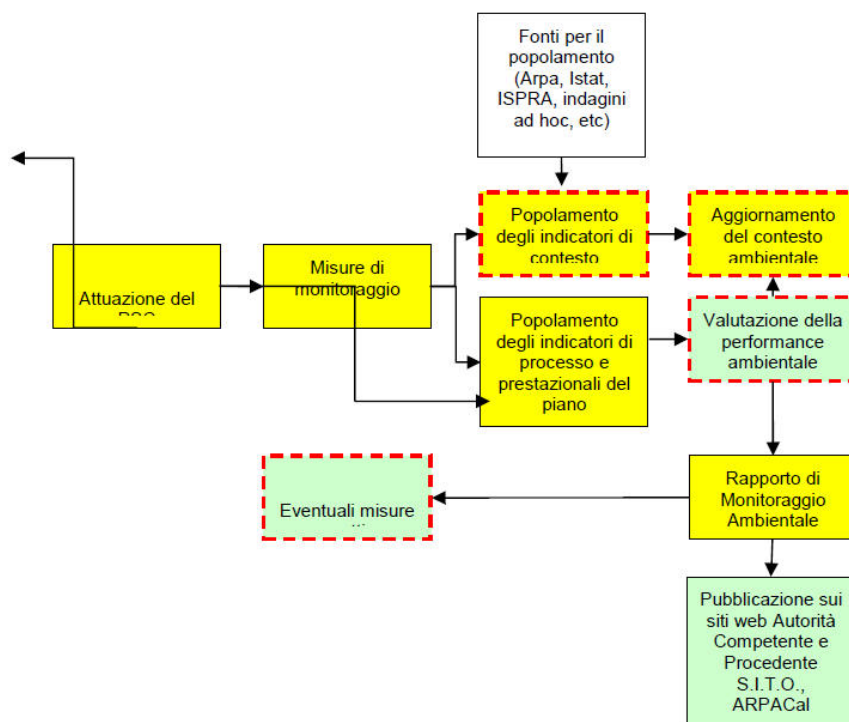 Fonti per il
popolamento
(Arpa, Istat,
ISPRA, indagini
ad hoc, etc)
Popolamento
degli indicatori di
contesto
Aggiornamento
del contesto
ambientale
Misure di
monitoraggio
Attuazione del
Popolamento
degli indicatori di
processo e
prestazionali del
piano
Valutazione della
performance
ambientale
Eventuali misure
Rapporto di
Monitoraggio
Ambientale
Pubblicazione sui
siti web Autorità
Competente e
Procedente
S.I.T.O.,
ARPACal